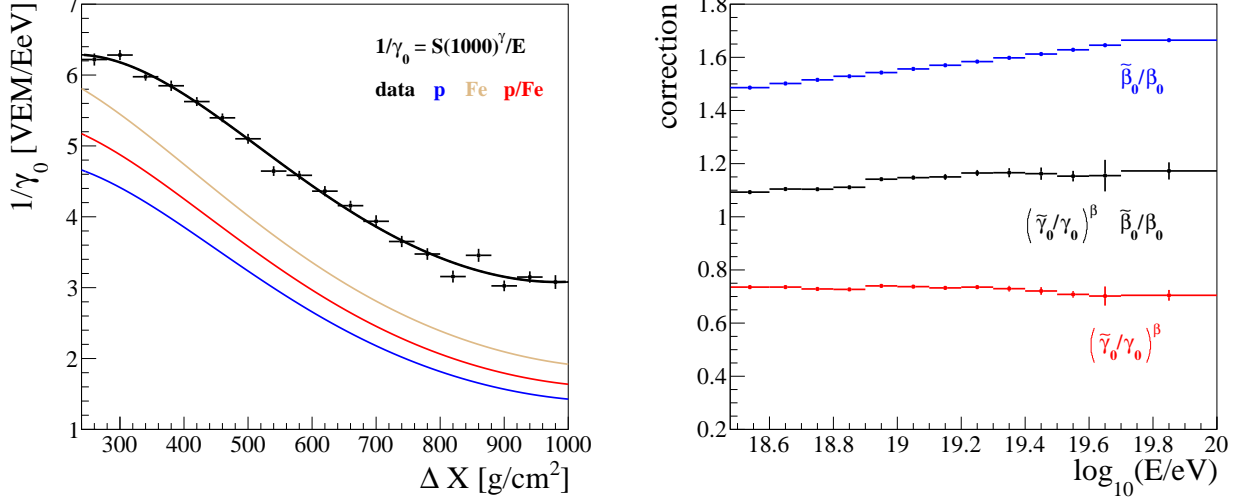 1/γ₀ [VEM/EeV]
7
6
5
4
3
2
1
1/γ₀ = S(1000)^γ/E
data p Fe p/Fe
300 400 500 600 700 800 900 1000
Δ X [g/cm²]
correction
1.8
1.6
1.4
1.2
1
0.8
0.6
0.4
0.2
β̃₀/β₀
(γ̃₀/γ₀)^β β̃₀/β₀
(γ̃₀/γ₀)^β
18.6 18.8 19 19.2 19.4 19.6 19.8 20
log₁₀(E/eV)